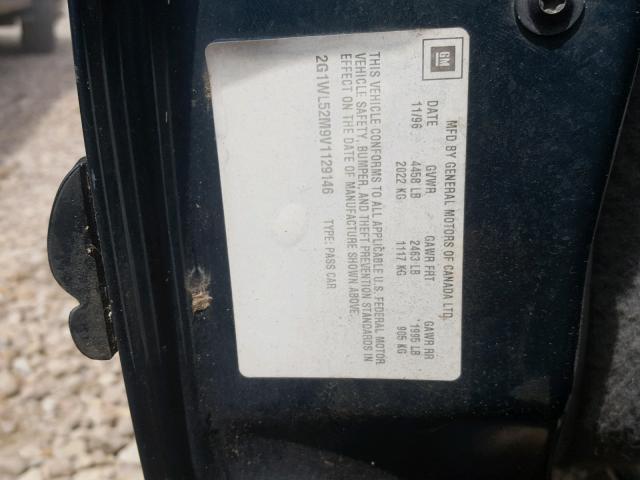 GM
MFD BY GENERAL MOTORS OF CANADA LTD.
DATE GVWR GAWR FRT GAWR RR
11/96 4458 LB 2463 LB 1995 LB
2022 KG 1117 KG 905 KG
THIS VEHICLE CONFORMS TO ALL APPLICABLE U.S. FEDERAL MOTOR
VEHICLE SAFETY, BUMPER, AND THEFT PREVENTION STANDARDS IN
EFFECT ON THE DATE OF MANUFACTURE SHOWN ABOVE.
2G1WL52M9V1129146 TYPE: PASS CAR